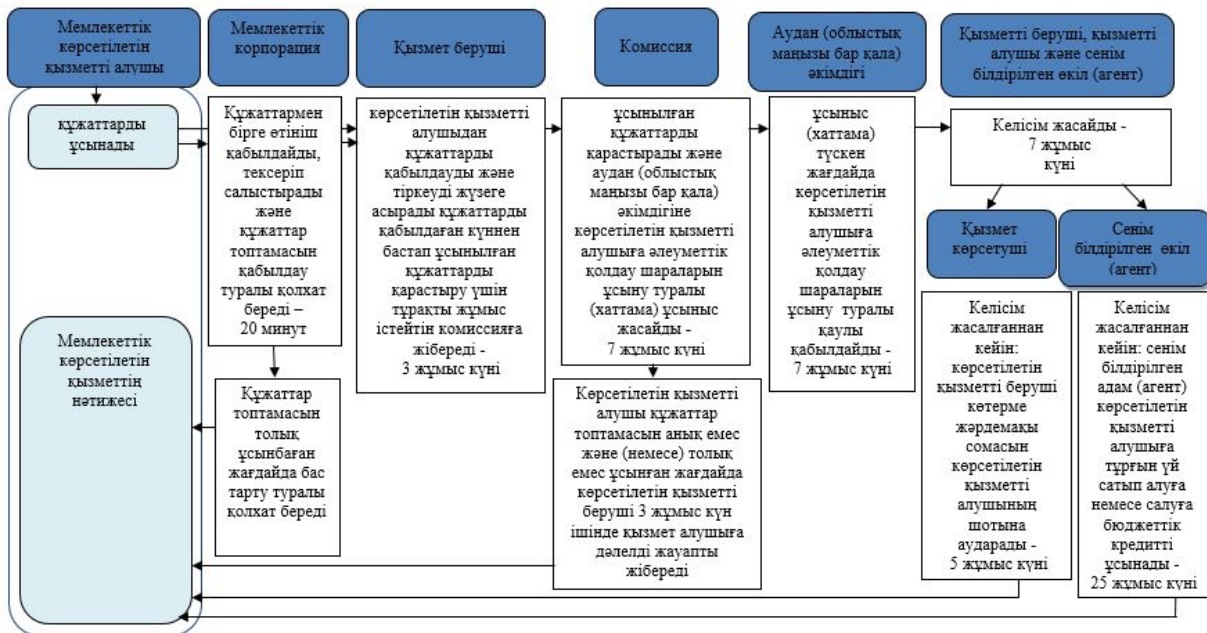 Мемлекеттік
көрсетілетін
қызметті алушы
құжаттарды
ұсынады
Мемлекеттік
көрсетілетін
қызметтің
нәтижесі
Мемлекеттік
корпорация
Құжаттармен
бірге өтініш
қабылдайды,
тексеріп
салыстырады
және
құжаттар
топтамасын
қабылдау
туралы қолхат
береді –
20 минут
Құжаттар
топтамасын
толық
ұсынбаған
жағдайда бас
тарту туралы
қолхат береді
Қызмет беруші
көрсетілетін қызметті
алушыдан
құжаттарды
қабылдауды және
тіркеуді жүзеге
асырады құжаттарды
қабылдаған күннен
бастап ұсынылған
құжаттарды
қарастыру үшін
тұрақты жұмыс
істейтін комиссияға
жібереді -
3 жұмыс күні
Комиссия
ұсынылған
құжаттарды
қарастырады және
аудан (облыстық
маңызы бар қала)
әкімдігіне
көрсетілетін қызметті
алушыға әлеуметтік
қолдау шараларын
ұсыну туралы
(хаттама) ұсыныс
жасайды -
7 жұмыс күні
Көрсетілетін қызметті
алушы құжаттар
топтамасын анық емес
және (немесе) толық
емес ұсынған жағдайда
көрсетілетін қызметті
беруші 3 жұмыс күн
ішінде қызмет алушыға
дәлелді жауапты
жібереді
Аудан (облыстық
маңызы бар қала)
әкімдігі
ұсыныс
(хаттама)
түскен
жағдайда
көрсетілетін
қызметті
алушыға
әлеуметтік
қолдау
шараларын
ұсыну туралы
қаулы
қабылдайды -
7 жұмыс күні
Қызметті беруші, қызметті
алушы және сенім
білдірілген өкіл (агент)
Келісім жасайды -
7 жұмыс
күні
Қызмет
көрсетуші
Келісім
жасалғаннан
кейін:
көрсетілетін
қызметті беруші
көтерме
жәрдемақы
сомасын
көрсетілетін
қызметті
алушының
шотына
аударады -
5 жұмыс күні
Сенім
білдірілген өкіл
(агент)
Келісім
жасалғаннан
кейін: сенім
білдірілген
адам (агент)
көрсетілетін
қызметті
алушыға
тұрғын үй
сатып алуға
немесе салуға
бюджеттік
кредитті
ұсынады -
25 жұмыс күні